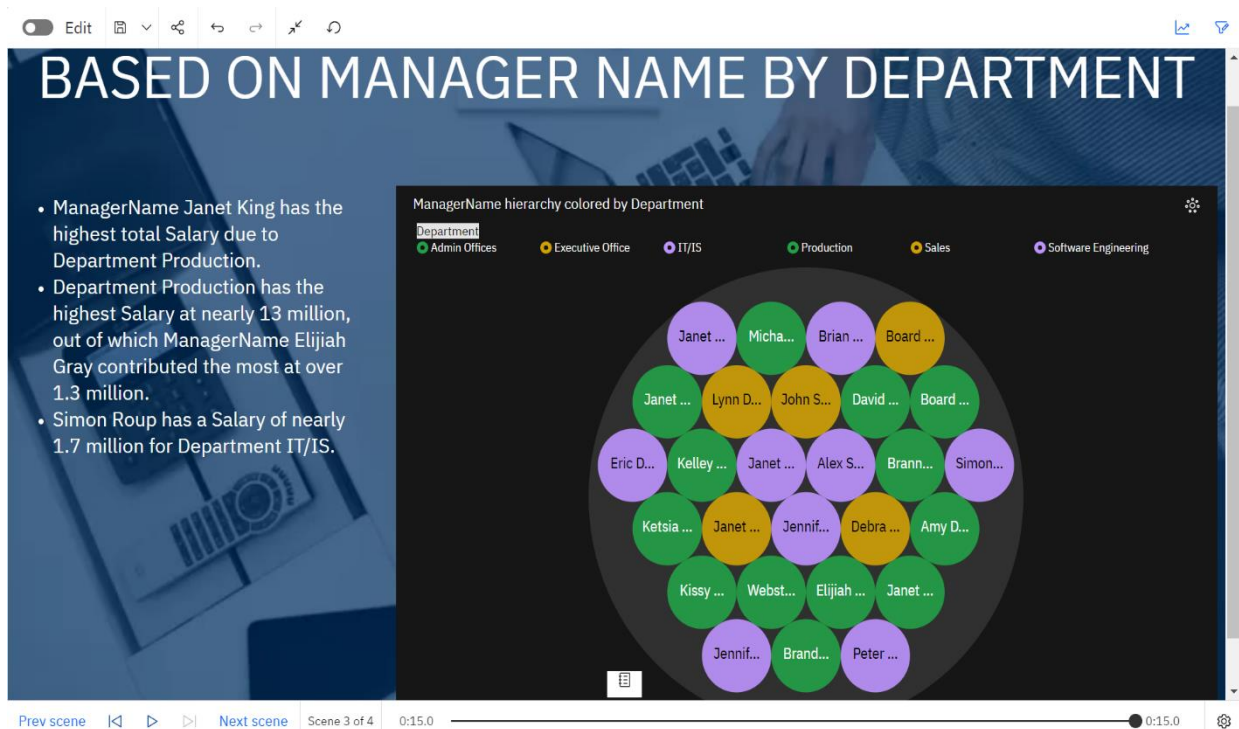 Edit
BASED ON MANAGER NAME BY DEPARTMENT
• ManagerName Janet King has the
highest total Salary due to
Department Production.
• Department Production has the
highest Salary at nearly 13 million,
out of which ManagerName Elijiah
Gray contributed the most at over
1.3 million.
• Simon Roup has a Salary of nearly
1.7 million for Department IT/IS.
ManagerName hierarchy colored by Department
Department
Admin Offices Executive Office IT/IS Production Sales Software Engineering
Janet ... Micha... Brian ... Board ...
Janet ... Lynn D... John S... David ... Board ...
Eric D... Kelley ... Janet ... Alex S... Brann... Simon...
Ketsia ... Janet ... Jennif... Debra ... Amy D...
Kissy ... Webst... Elijiah ... Janet ...
Jennif... Brand... Peter ...
Prev scene Next scene Scene 3 of 4 0:15.0 0:15.0